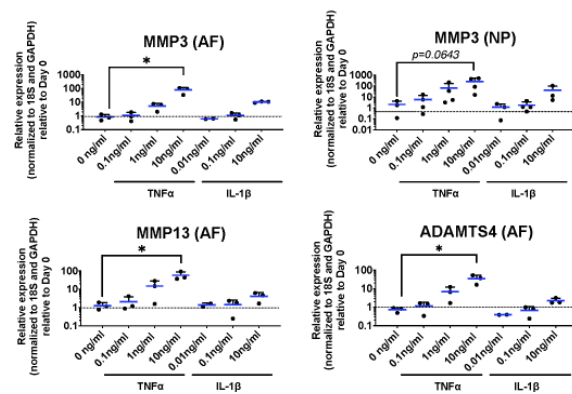 MMP3 (AF)
Relative expression
(normalized to 18S and GAPDH)
relative to Day 0
1000
100
10
1
0.1
*
0 ng/ml
0.1ng/ml
1ng/ml
10ng/ml
0.01ng/ml
0.1ng/ml
10ng/ml
TNFα
IL-1β
MMP3 (NP)
Relative expression
(normalized to 18S and GAPDH)
relative to Day 0
1000
100
10
1
0.1
0.01
p=0.0643
0 ng/ml
0.1ng/ml
1ng/ml
10ng/ml
0.01ng/ml
0.1ng/ml
10ng/ml
TNFα
IL-1β
MMP13 (AF)
Relative expression
(normalized to 18S and GAPDH)
relative to Day 0
100
10
1
0.1
*
0 ng/ml
0.1ng/ml
1ng/ml
10ng/ml
0.01ng/ml
0.1ng/ml
10ng/ml
TNFα
IL-1β
ADAMTS4 (AF)
Relative expression
(normalized to 18S and GAPDH)
relative to Day 0
100
10
1
0.1
*
0 ng/ml
0.1ng/ml
1ng/ml
10ng/ml
0.01ng/ml
0.1ng/ml
10ng/ml
TNFα
IL-1β